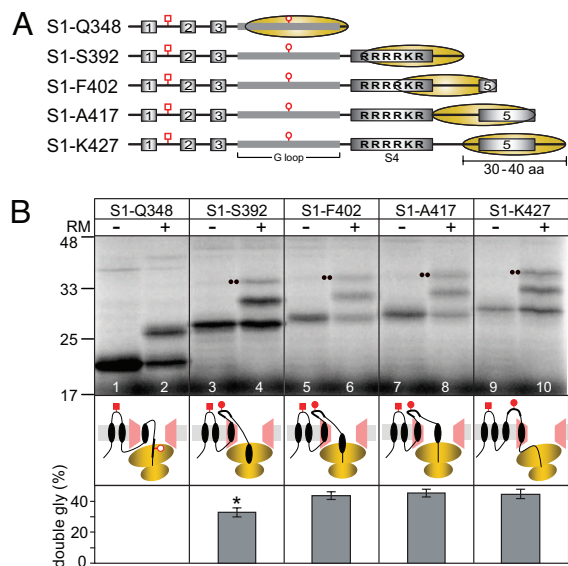 A
S1-Q348 1 2 3
S1-S392 1 2 3 RRRRKR
S1-F402 1 2 3 RRRRKR 5
S1-A417 1 2 3 RRRRKR 5
S1-K427 1 2 3 RRRRKR 5
G loop S4 30-40 aa
B
S1-Q348 S1-S392 S1-F402 S1-A417 S1-K427
RM - + - + - + - + - +
48
33
25
17
1 2 3 4 5 6 7 8 9 10
double gly (%)
40
20
0
*